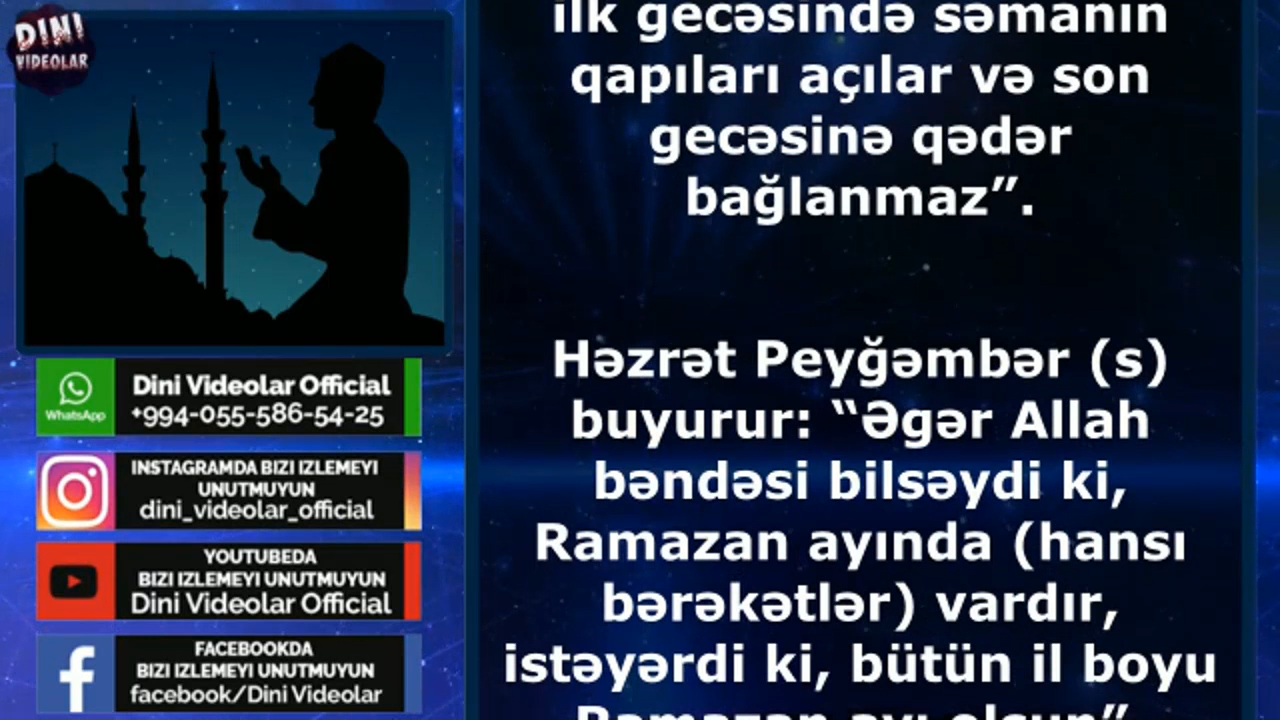 DINI
VIDEOLAR
WhatsApp
Dini Videolar Official
+994-055-586-54-25
INSTAGRAMDA BIZI IZLEMEYI
UNUTMUYUN
dini_videolar_official
YOUTUBEDA
BIZI IZLEMEYI UNUTMUYUN
Dini Videolar Official
FACEBOOKDA
BIZI IZLEMEYI UNUTMUYUN
facebook/Dini Videolar
ilk gecəsində səmanın
qapıları açılar və son
gecəsinə qədər
bağlanmaz”.
Həzrət Peyğəmbər (s)
buyurur: “Əgər Allah
bəndəsi bilsəydi ki,
Ramazan ayında (hansı
bərəkətlər) vardır,
istəyərdi ki, bütün il boyu
Ramazan ayı olsun”